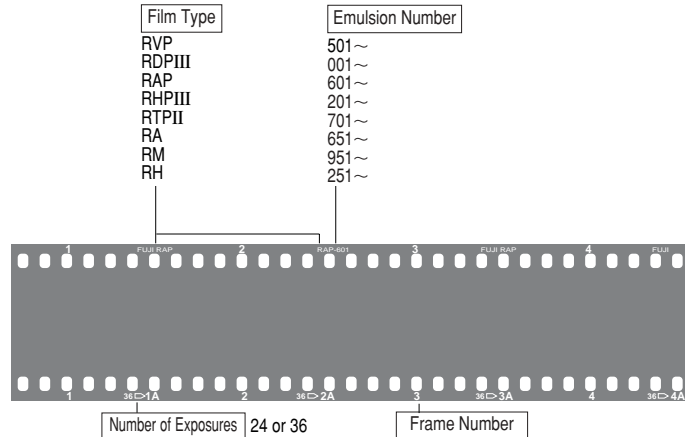 Film Type Emulsion Number
RVP 501～
RDPIII 001～
RAP 601～
RHPIII 201～
RTPII 701～
RA 651～
RM 951～
RH 251～
1 FUJI RAP 2 RAP-601 3 FUJI RAP 4 FUJI
1 36▷1A 2 36▷2A 3 36▷3A 4 36▷4A
Number of Exposures 24 or 36 Frame Number